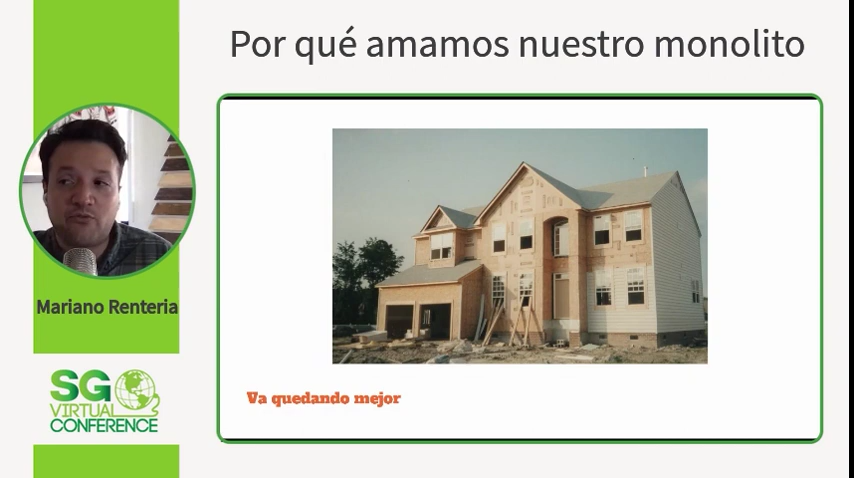 Por qué amamos nuestro monolito
Mariano Renteria
SG
VIRTUAL
CONFERENCE
Va quedando mejor